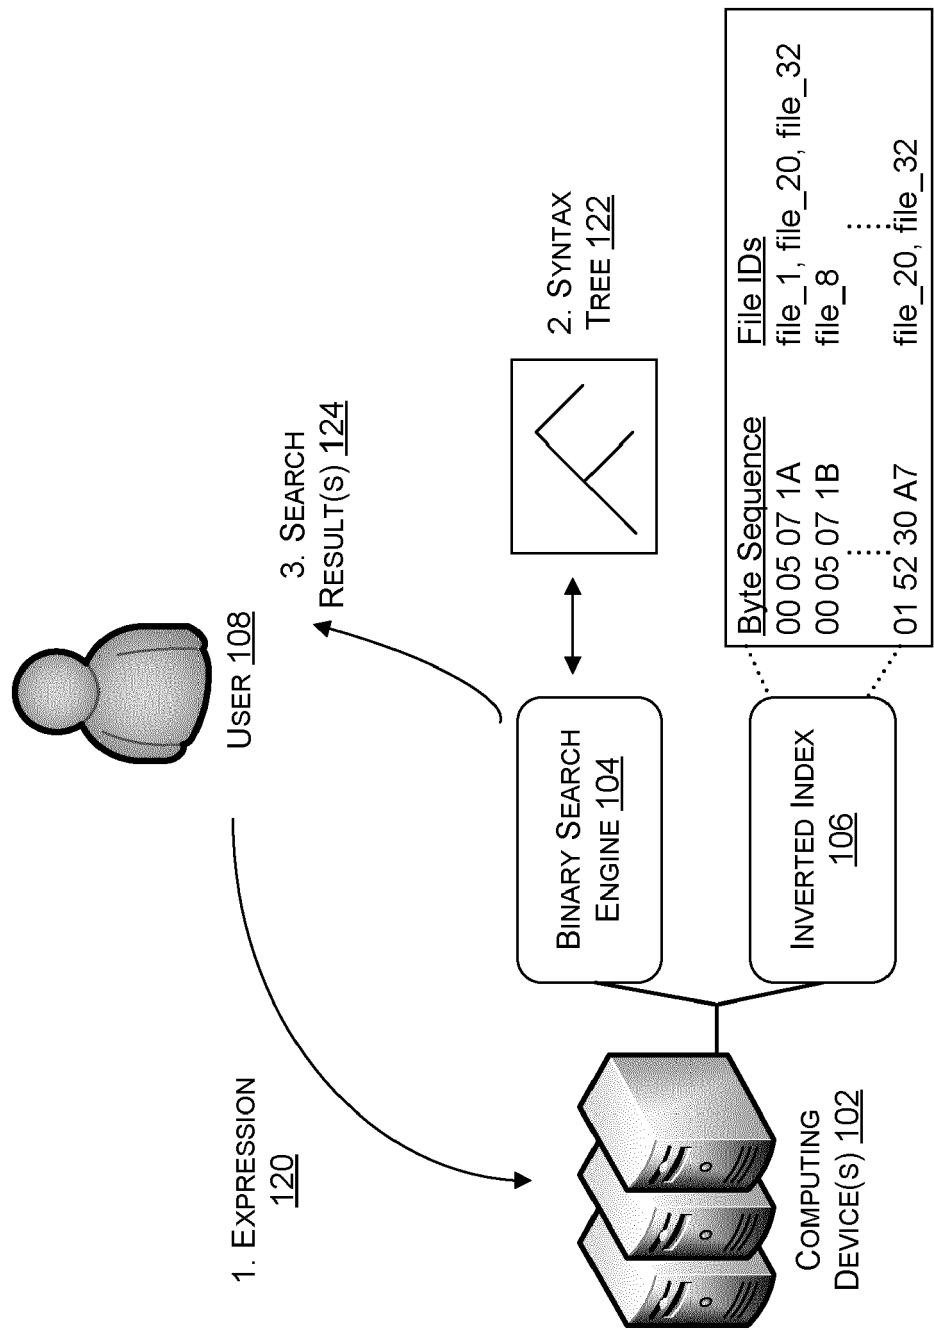 USER 108
1. EXPRESSION
120
3. SEARCH
RESULT(S) 124
BINARY SEARCH
ENGINE 104
2. SYNTAX
TREE 122
COMPUTING
DEVICE(S) 102
INVERTED INDEX
106
Byte Sequence File IDs
00 05 07 1A file_1, file_20, file_32
00 05 07 1B file_8
01 52 30 A7 file_20, file_32